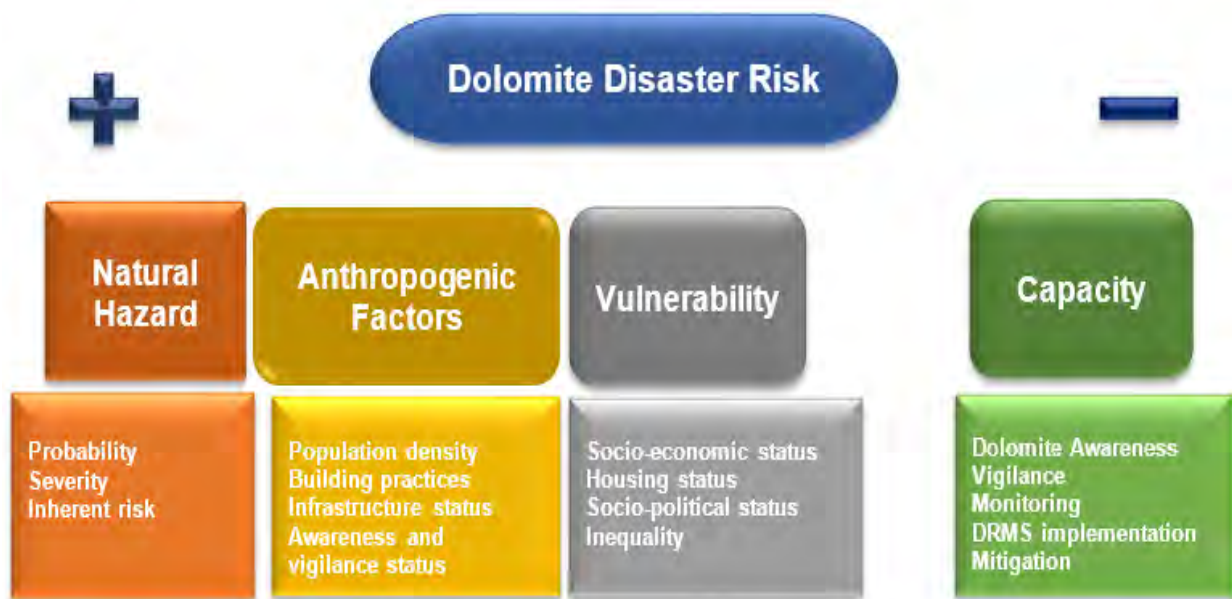 Dolomite Disaster Risk
+
−
Natural
Hazard
Anthropogenic
Factors
Vulnerability
Capacity
Probability
Severity
Inherent risk
Population density
Building practices
Infrastructure status
Awareness and
vigilance status
Socio-economic status
Housing status
Socio-political status
Inequality
Dolomite Awareness
Vigilance
Monitoring
DRMS implementation
Mitigation